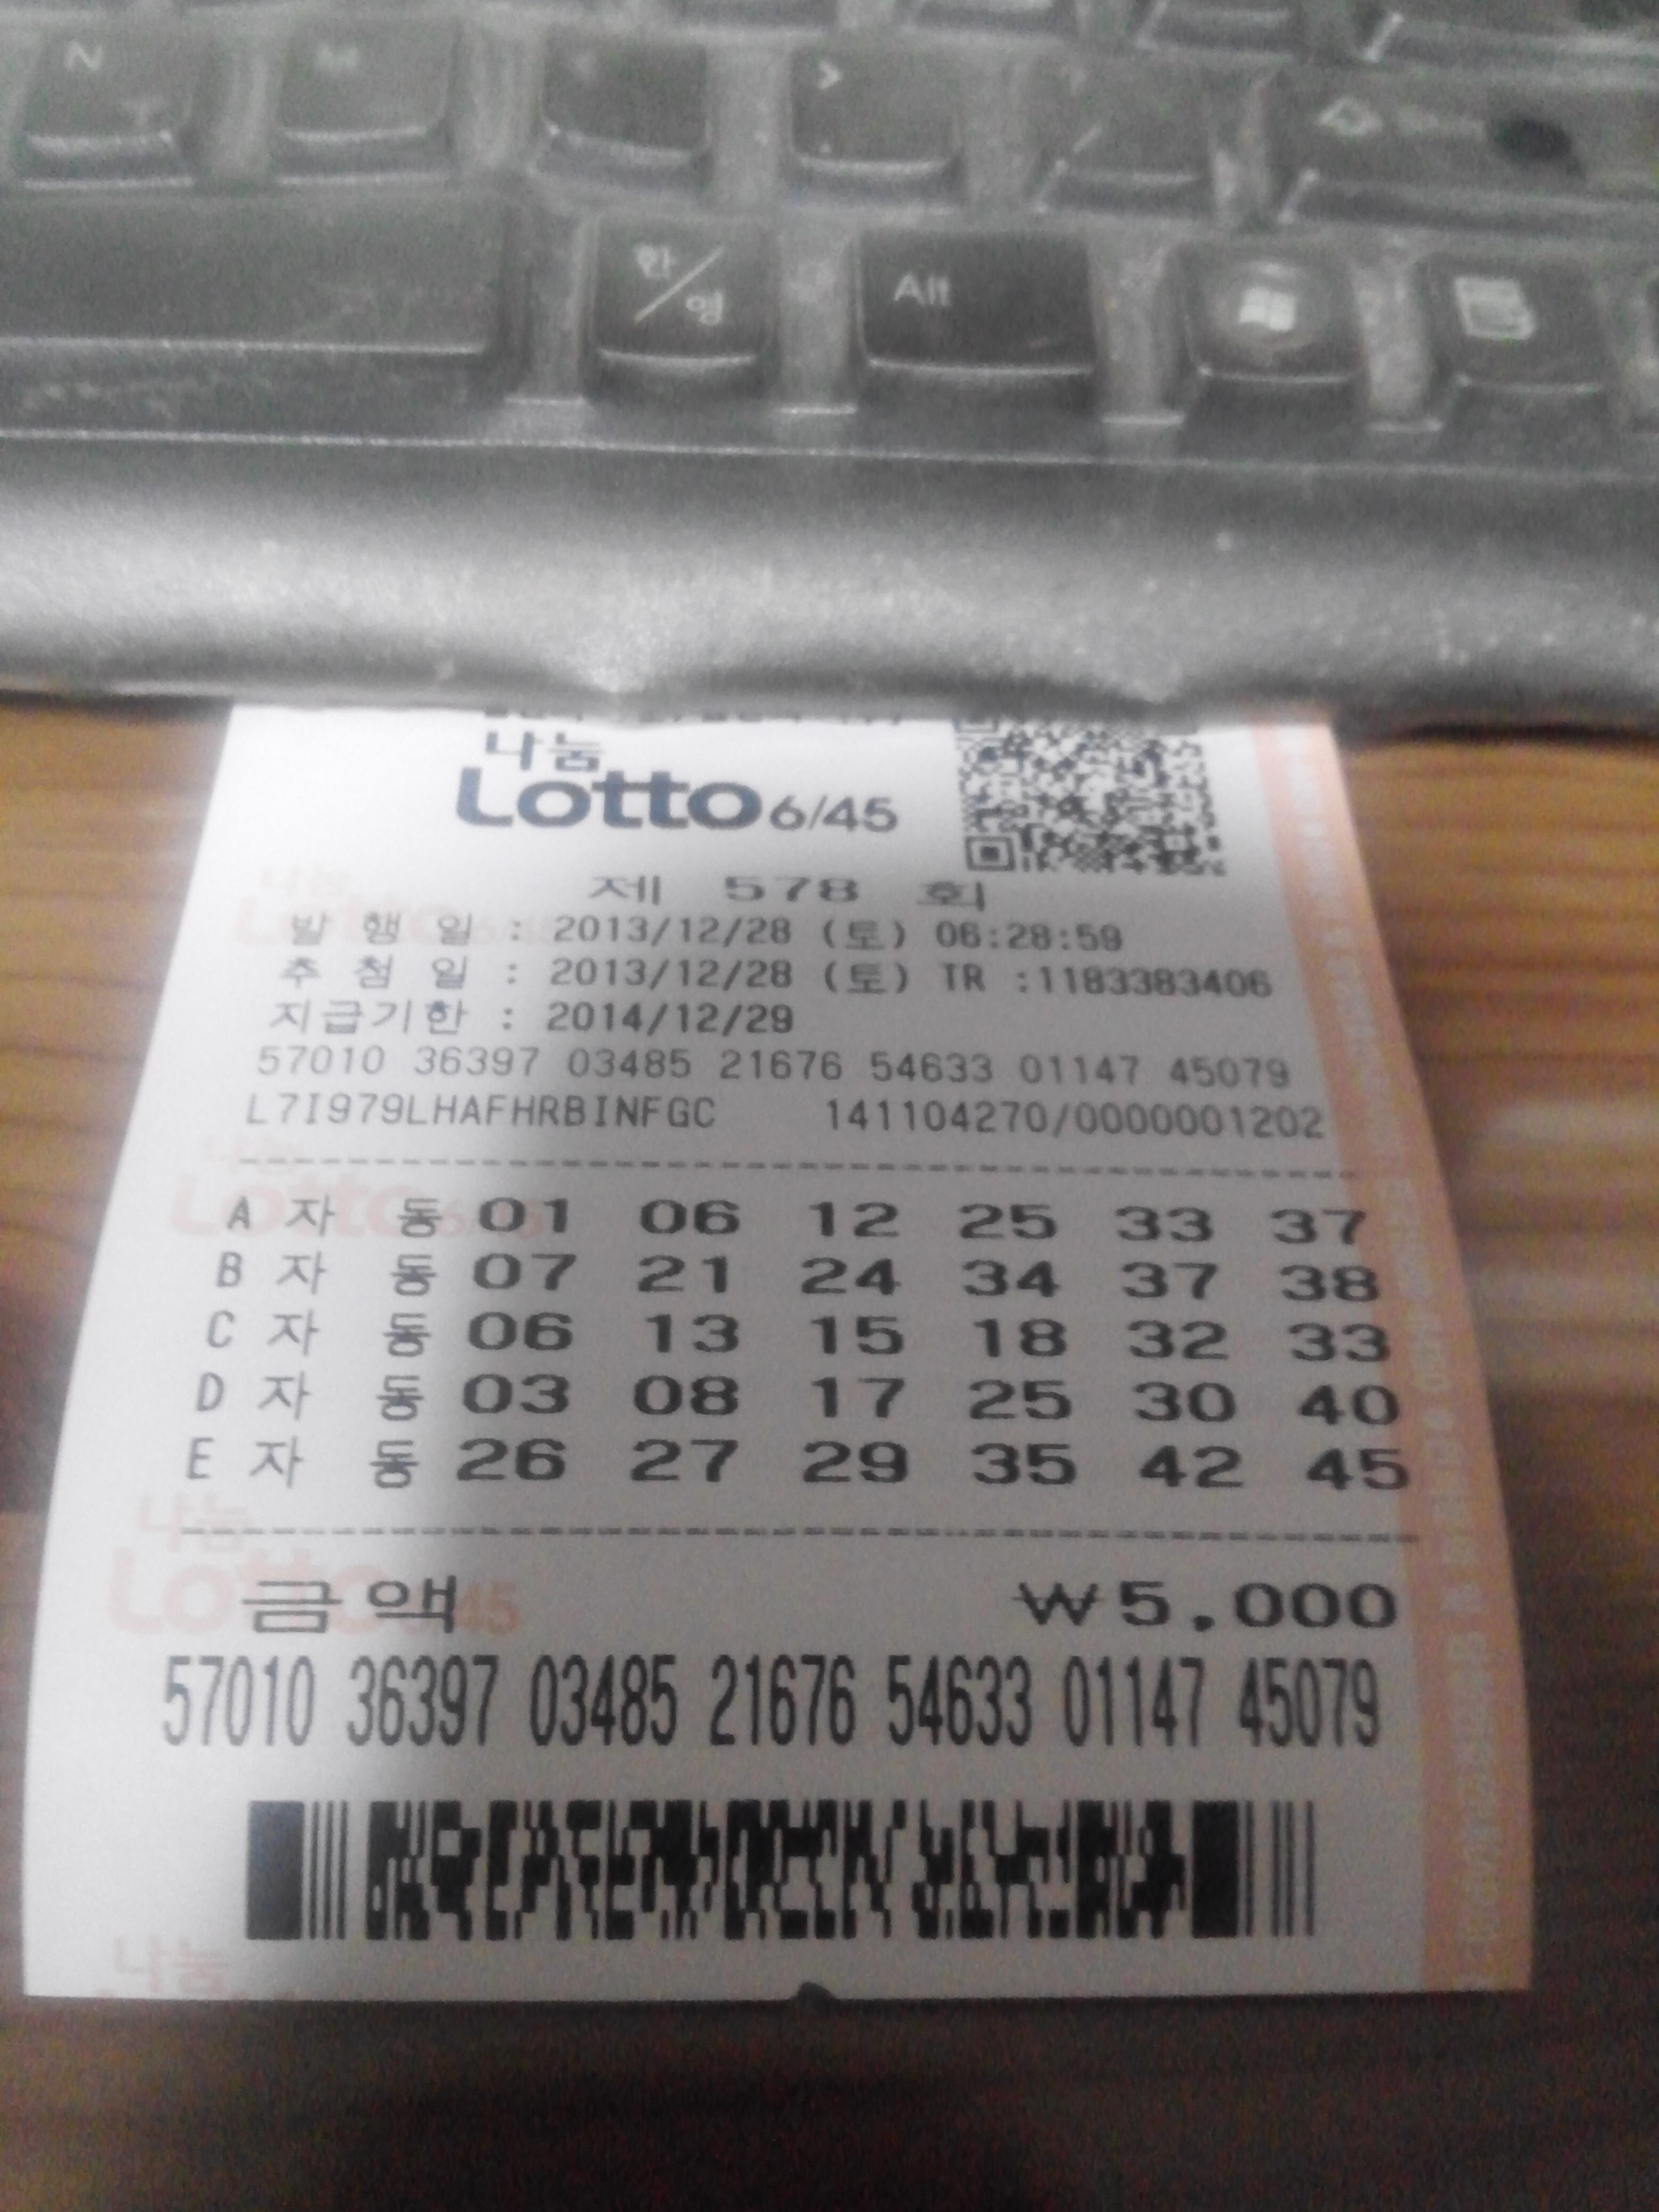 N
M
<
>
한/영
Alt
나눔
Lotto 6/45
제 578 회
발 행 일 : 2013/12/28 (토) 06:28:59
추 첨 일 : 2013/12/28 (토) TR :1183383406
지급기한 : 2014/12/29
57010 36397 03485 21676 54633 01147 45079
L7I979LHAFHRBINFGC 141104270/0000001202
A 자 동 01 06 12 25 33 37
B 자 동 07 21 24 34 37 38
C 자 동 06 13 15 18 32 33
D 자 동 03 08 17 25 30 40
E 자 동 26 27 29 35 42 45
금액 ₩5,000
57010 36397 03485 21676 54633 01147 45079